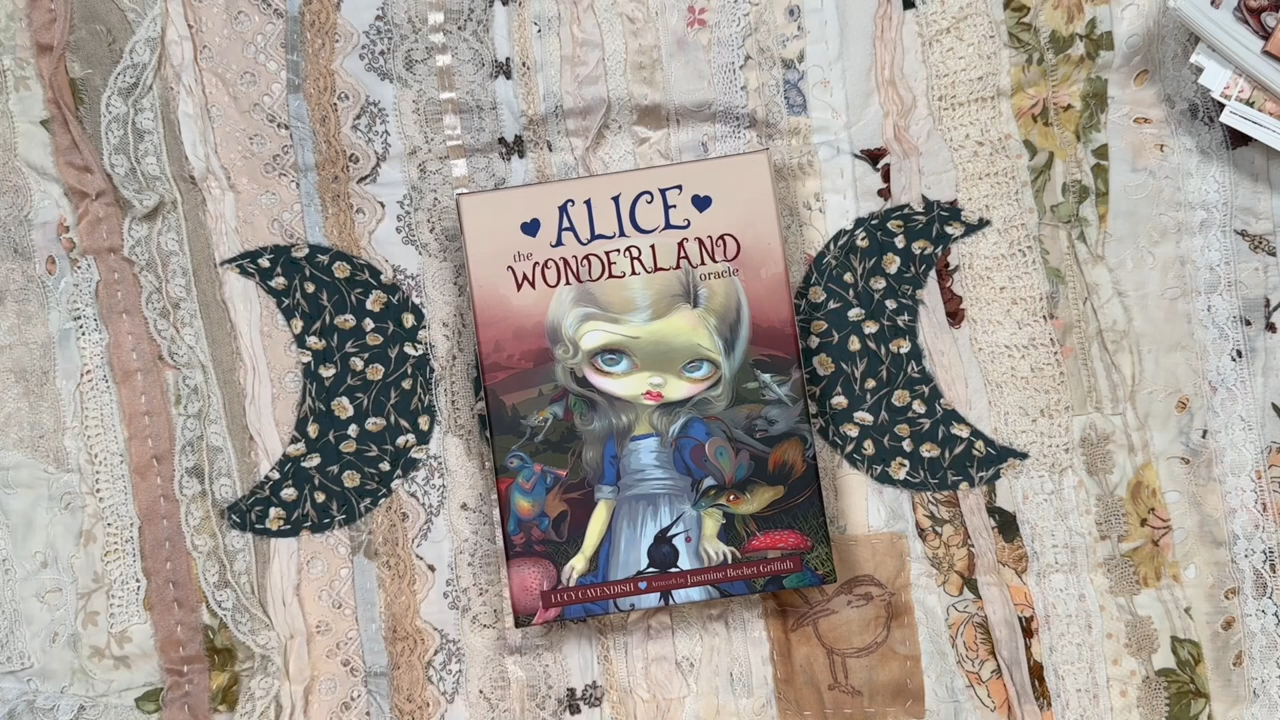 ALICE
the
WONDERLAND
oracle
LUCY CAVENDISH Artwork by Jasmine Becket-Griffith